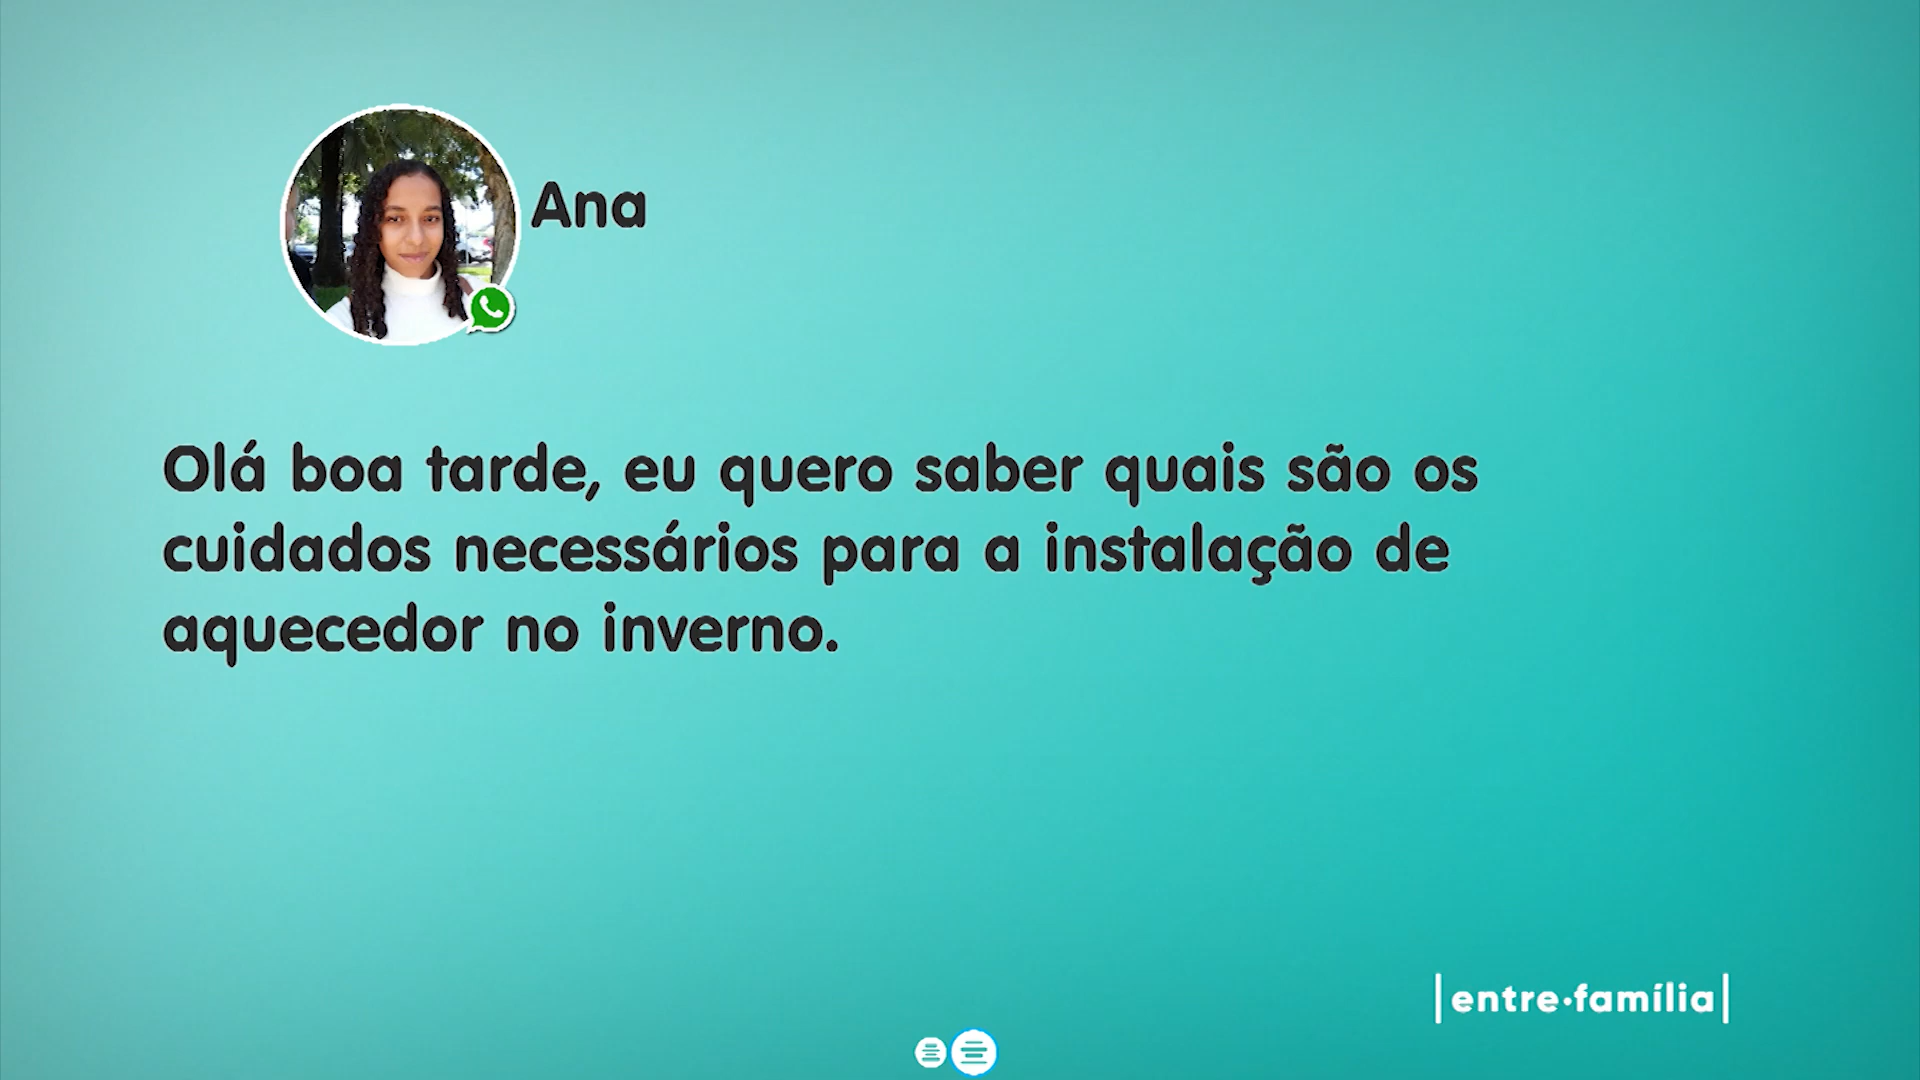 Ana
Olá boa tarde, eu quero saber quais são os
cuidados necessários para a instalação de
aquecedor no inverno.
|entre•família|